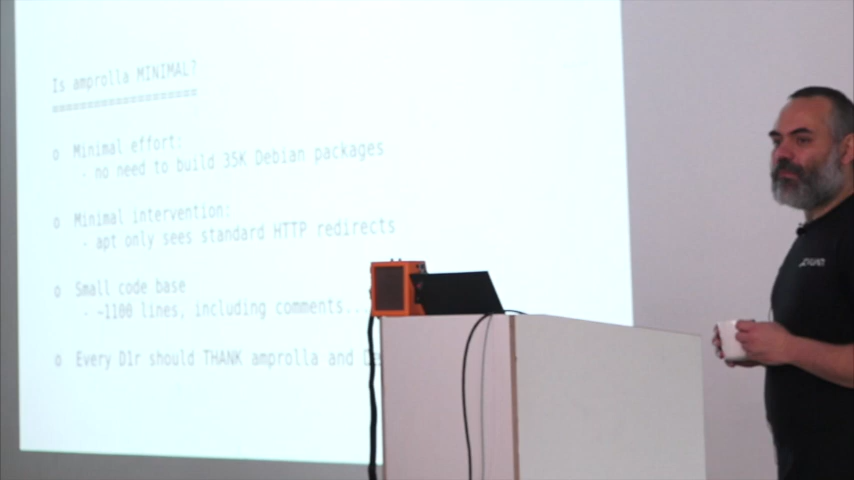 Is amprolla MINIMAL?
====================
o Minimal effort:
- no need to build 35K Debian packages
o Minimal intervention:
- apt only sees standard HTTP redirects
o Small code base
- ~1100 lines, including comments...
o Every D1r should THANK amprolla and